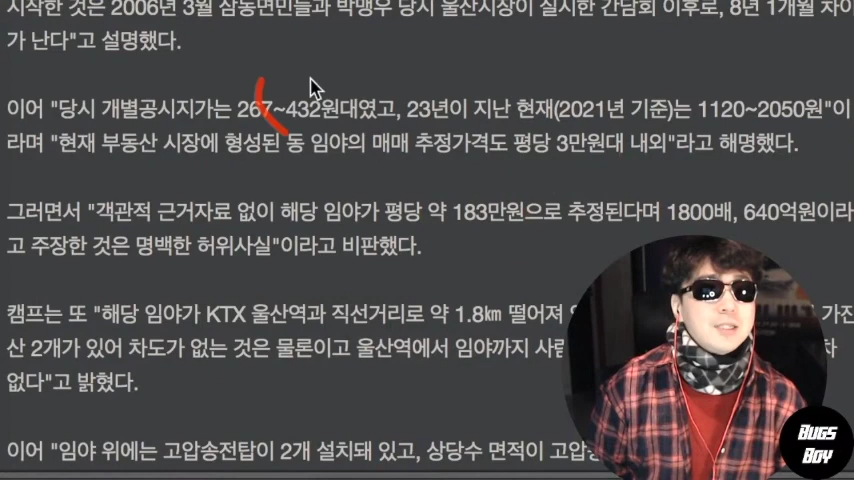 시작한 것은 2006년 3월 삼동면민들과 박맹우 당시 울산시장이 실시한 간담회 이후로, 8년 1개월 차이
가 난다"고 설명했다.
이어 "당시 개별공시지가는 267~432원대였고, 23년이 지난 현재(2021년 기준)는 1120~2050원"이
라며 "현재 부동산 시장에 형성된 동 임야의 매매 추정가격도 평당 3만원대 내외"라고 해명했다.
그러면서 "객관적 근거자료 없이 해당 임야가 평당 약 183만원으로 추정된다며 1800배, 640억원이라
고 주장한 것은 명백한 허위사실"이라고 비판했다.
캠프는 또 "해당 임야가 KTX 울산역과 직선거리로 약 1.8㎞ 떨어져 가진
산 2개가 있어 차도가 없는 것은 물론이고 울산역에서 임야까지 차
없다"고 밝혔다.
이어 "임야 위에는 고압송전탑이 2개 설치돼 있고, 상당수 면적이
BUGS
BOY